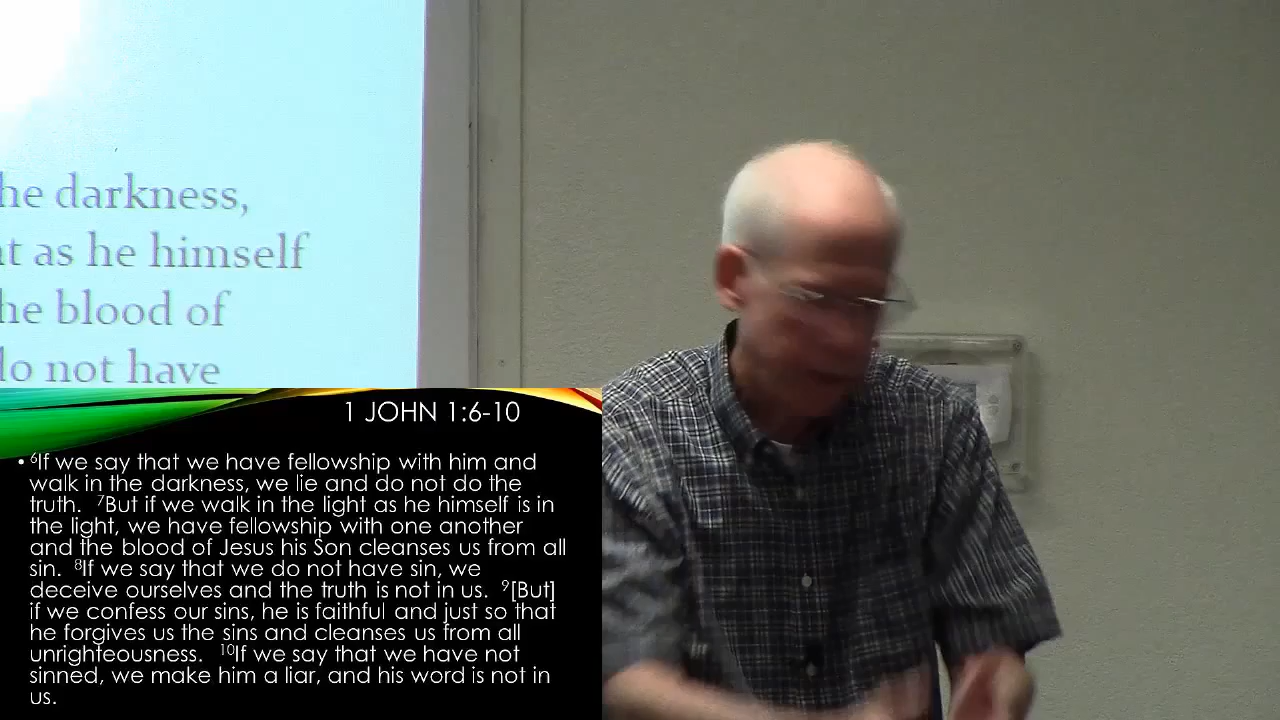 he darkness,
t as he himself
he blood of
do not have
1 JOHN 1:6-10
• ⁶If we say that we have fellowship with him and
walk in the darkness, we lie and do not do the
truth. ⁷But if we walk in the light as he himself is in
the light, we have fellowship with one another
and the blood of Jesus his Son cleanses us from all
sin. ⁸If we say that we do not have sin, we
deceive ourselves and the truth is not in us. ⁹[But]
if we confess our sins, he is faithful and just so that
he forgives us the sins and cleanses us from all
unrighteousness. ¹⁰If we say that we have not
sinned, we make him a liar, and his word is not in
us.